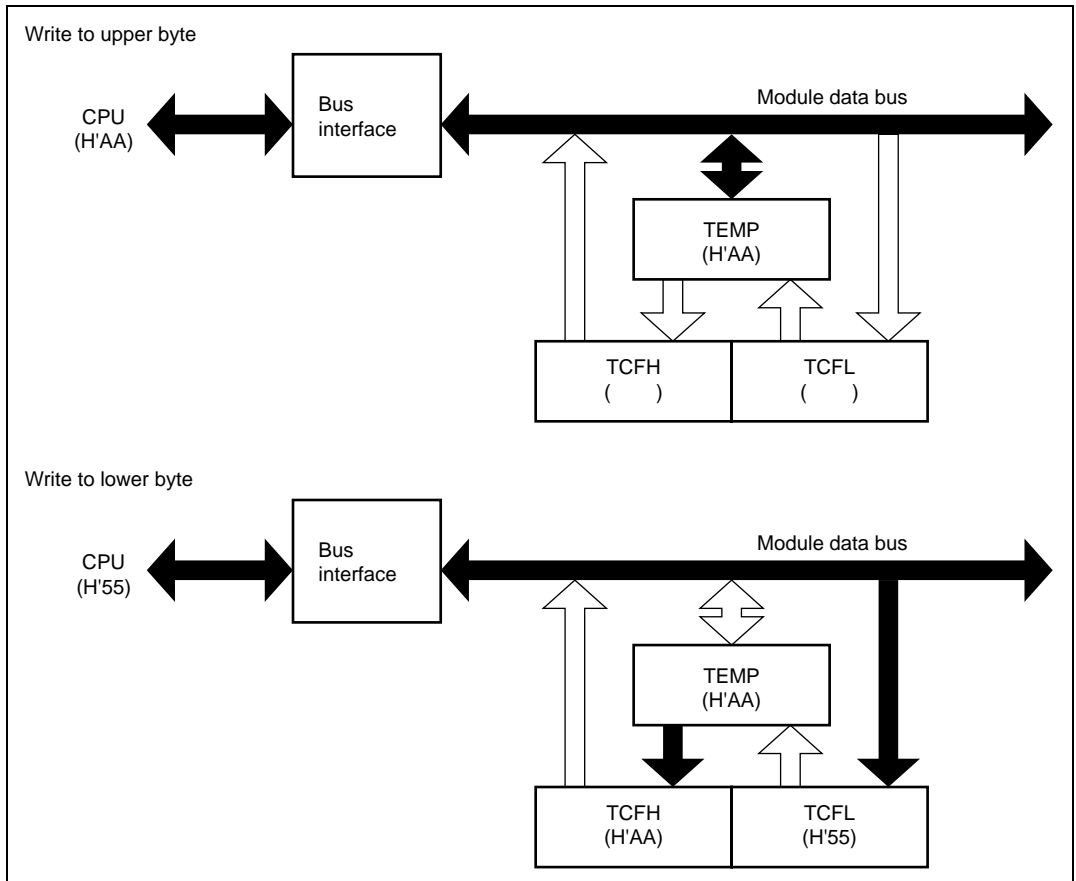 Write to upper byte
CPU
(H'AA)
Bus
interface
Module data bus
TEMP
(H'AA)
TCFH
(      )
TCFL
(      )
Write to lower byte
CPU
(H'55)
Bus
interface
Module data bus
TEMP
(H'AA)
TCFH
(H'AA)
TCFL
(H'55)